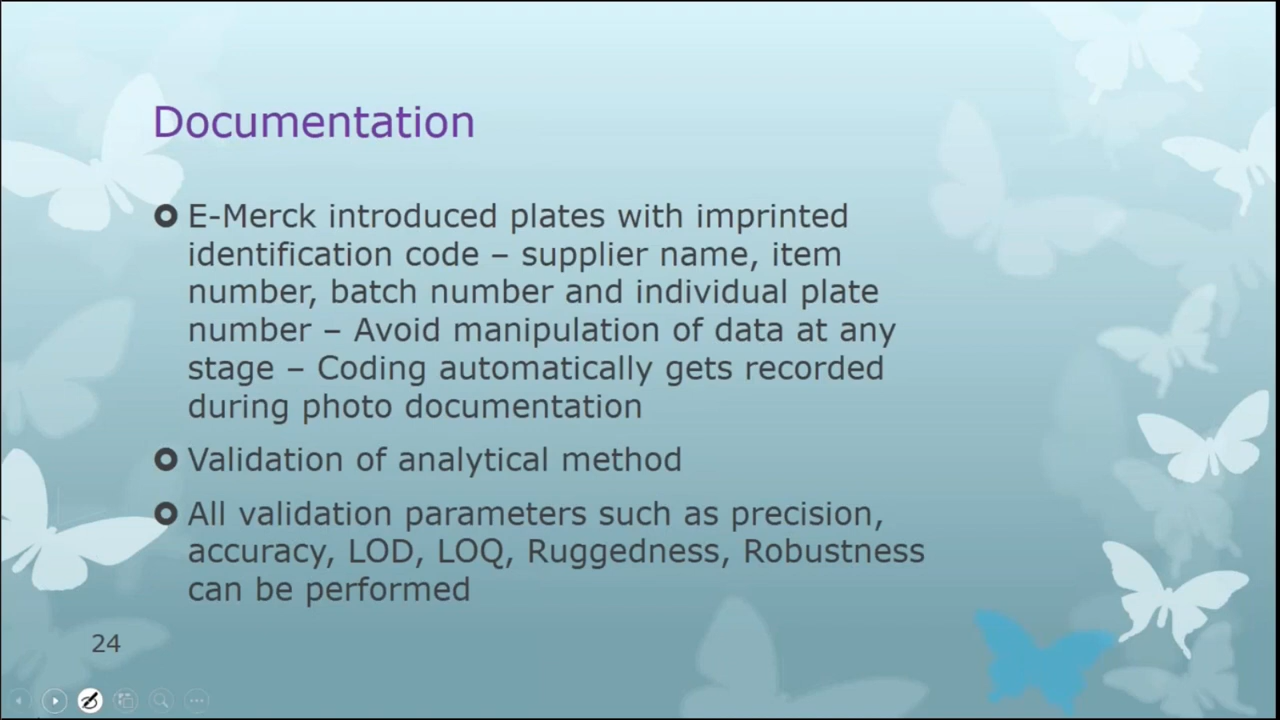 Documentation
E-Merck introduced plates with imprinted
identification code – supplier name, item
number, batch number and individual plate
number – Avoid manipulation of data at any
stage – Coding automatically gets recorded
during photo documentation
Validation of analytical method
All validation parameters such as precision,
accuracy, LOD, LOQ, Ruggedness, Robustness
can be performed
24